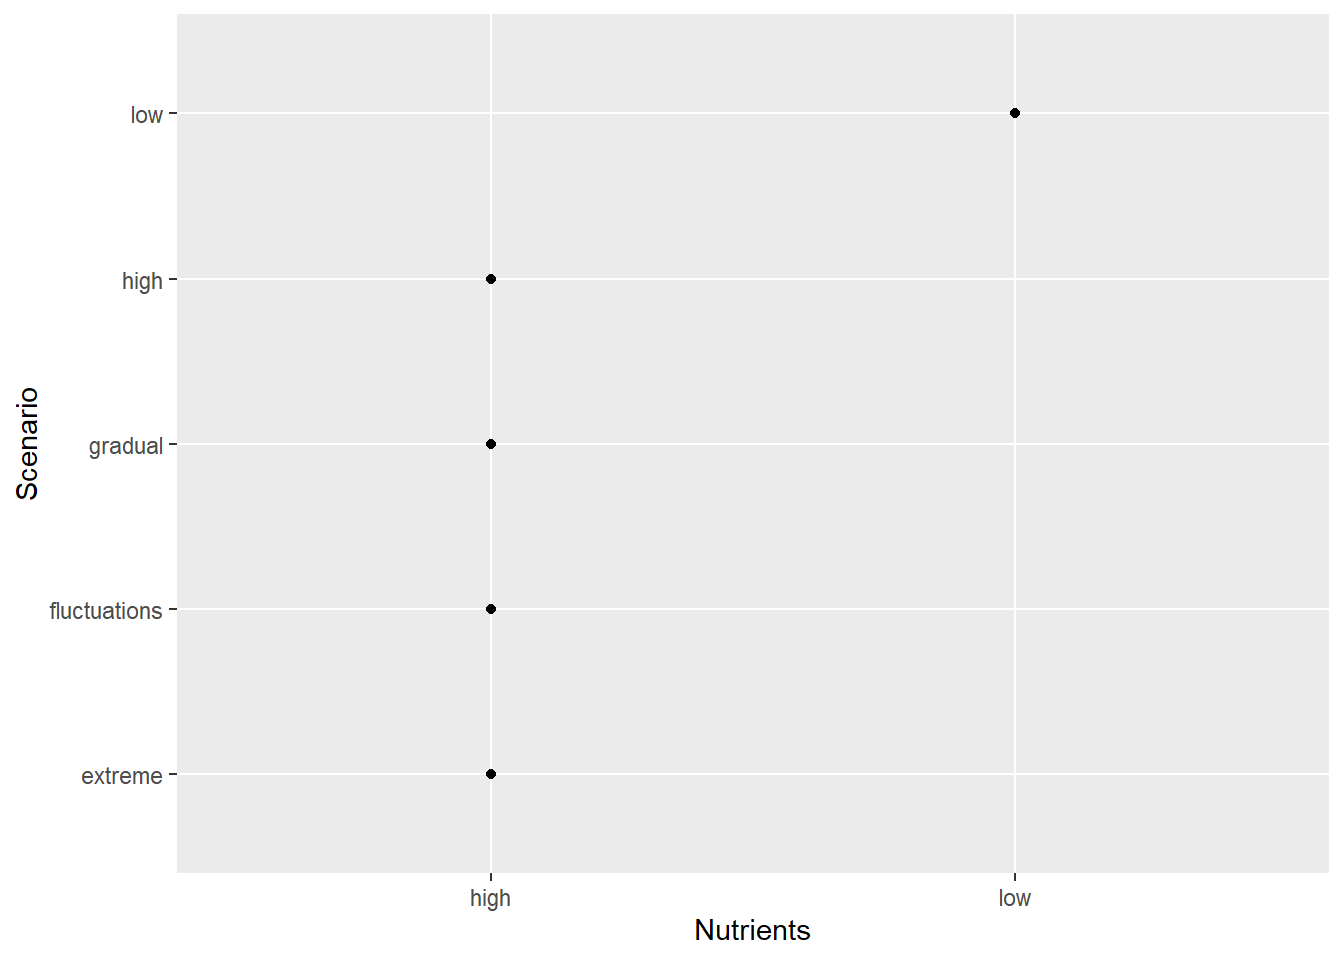 Scenario
low
high
gradual
fluctuations
extreme
high low
Nutrients